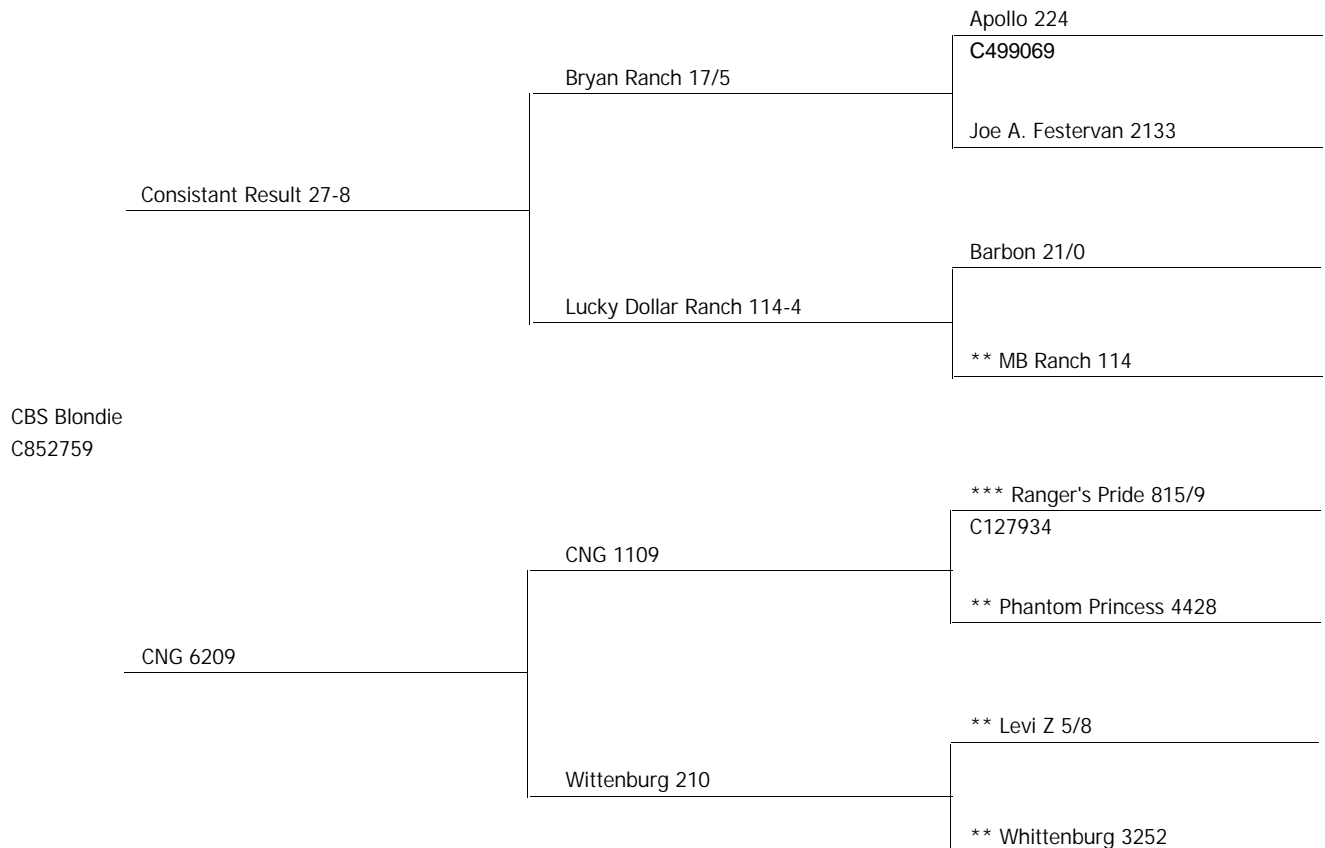 Apollo 224
C499069
Bryan Ranch 17/5
Joe A. Festervan 2133
Consistant Result 27-8
Barbon 21/0
Lucky Dollar Ranch 114-4
** MB Ranch 114
CBS Blondie
C852759
*** Ranger's Pride 815/9
C127934
CNG 1109
** Phantom Princess 4428
CNG 6209
** Levi Z 5/8
Wittenburg 210
** Whittenburg 3252